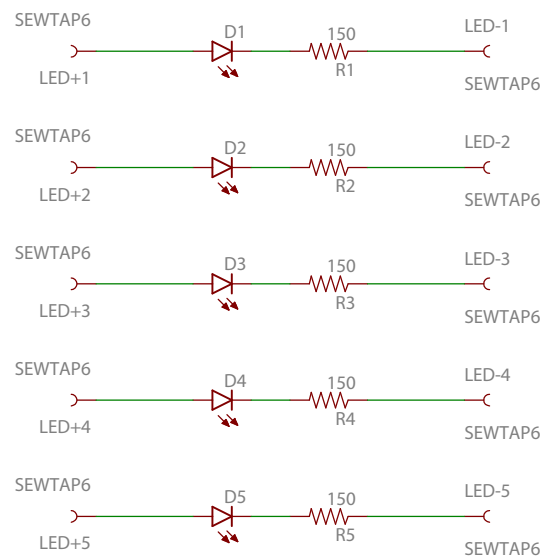 SEWTAP6
LED+1
D1
150
R1
LED-1
SEWTAP6
SEWTAP6
LED+2
D2
150
R2
LED-2
SEWTAP6
SEWTAP6
LED+3
D3
150
R3
LED-3
SEWTAP6
SEWTAP6
LED+4
D4
150
R4
LED-4
SEWTAP6
SEWTAP6
LED+5
D5
150
R5
LED-5
SEWTAP6